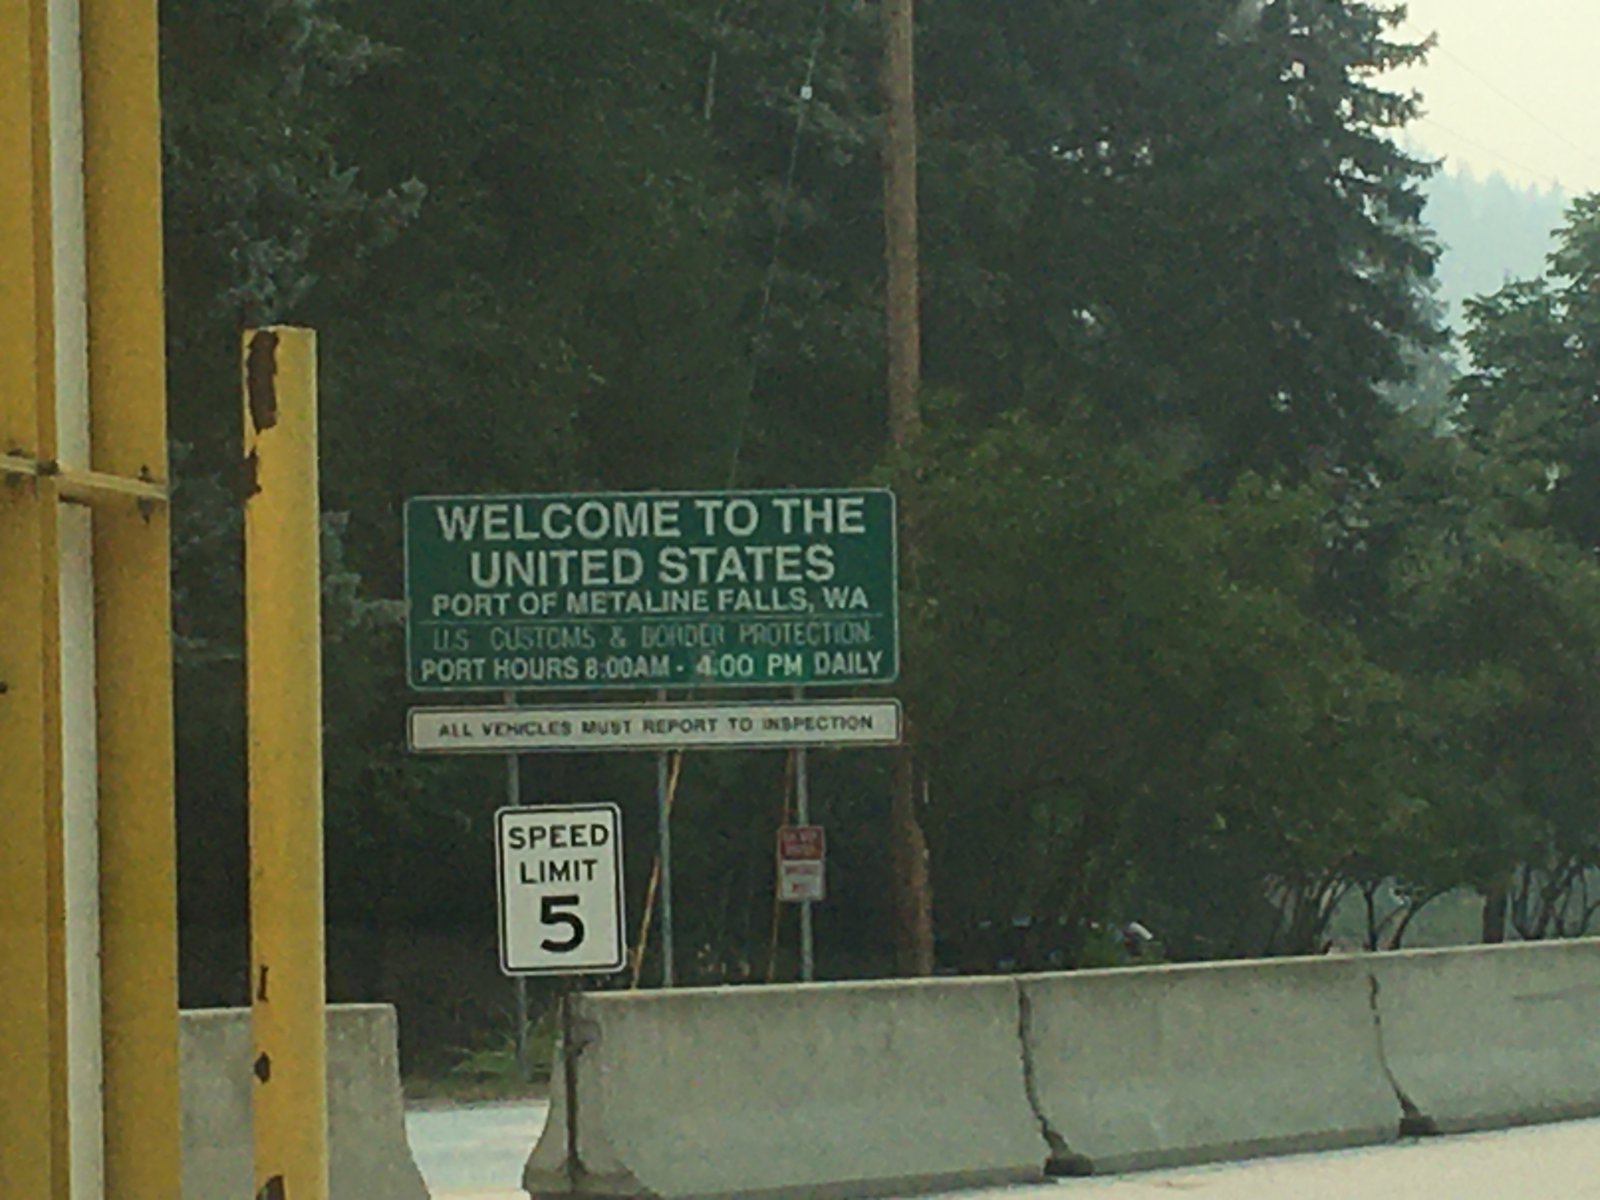 WELCOME TO THE
UNITED STATES
PORT OF METALINE FALLS, WA
U.S CUSTOMS & BORDER PROTECTION
PORT HOURS 8:00AM - 4:00 PM DAILY
ALL VEHICLES MUST REPORT TO INSPECTION
SPEED
LIMIT
5